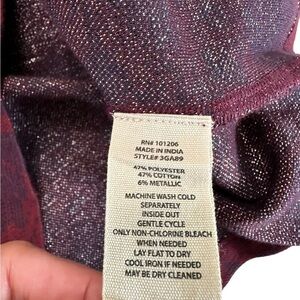 RN# 101206
MADE IN INDIA
STYLE# 3GA89
47% POLYESTER
47% COTTON
6% METALLIC
MACHINE WASH COLD
SEPARATELY
INSIDE OUT
GENTLE CYCLE
ONLY NON-CHLORINE BLEACH
WHEN NEEDED
LAY FLAT TO DRY
COOL IRON IF NEEDED
MAY BE DRY CLEANED